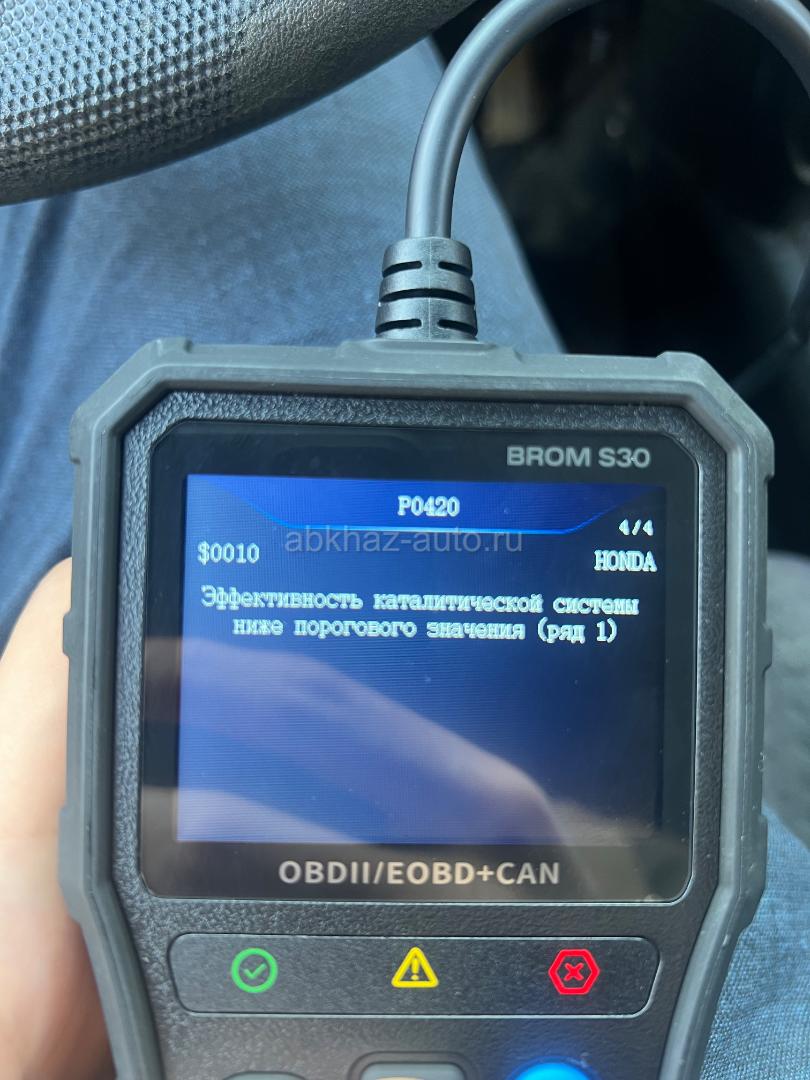 BROM S30
P0420
4/4
abkhaz-auto.ru
$0010
HONDA
Эффективность каталитической системы
ниже порогового значения (ряд 1)
OBDII/EOBD+CAN